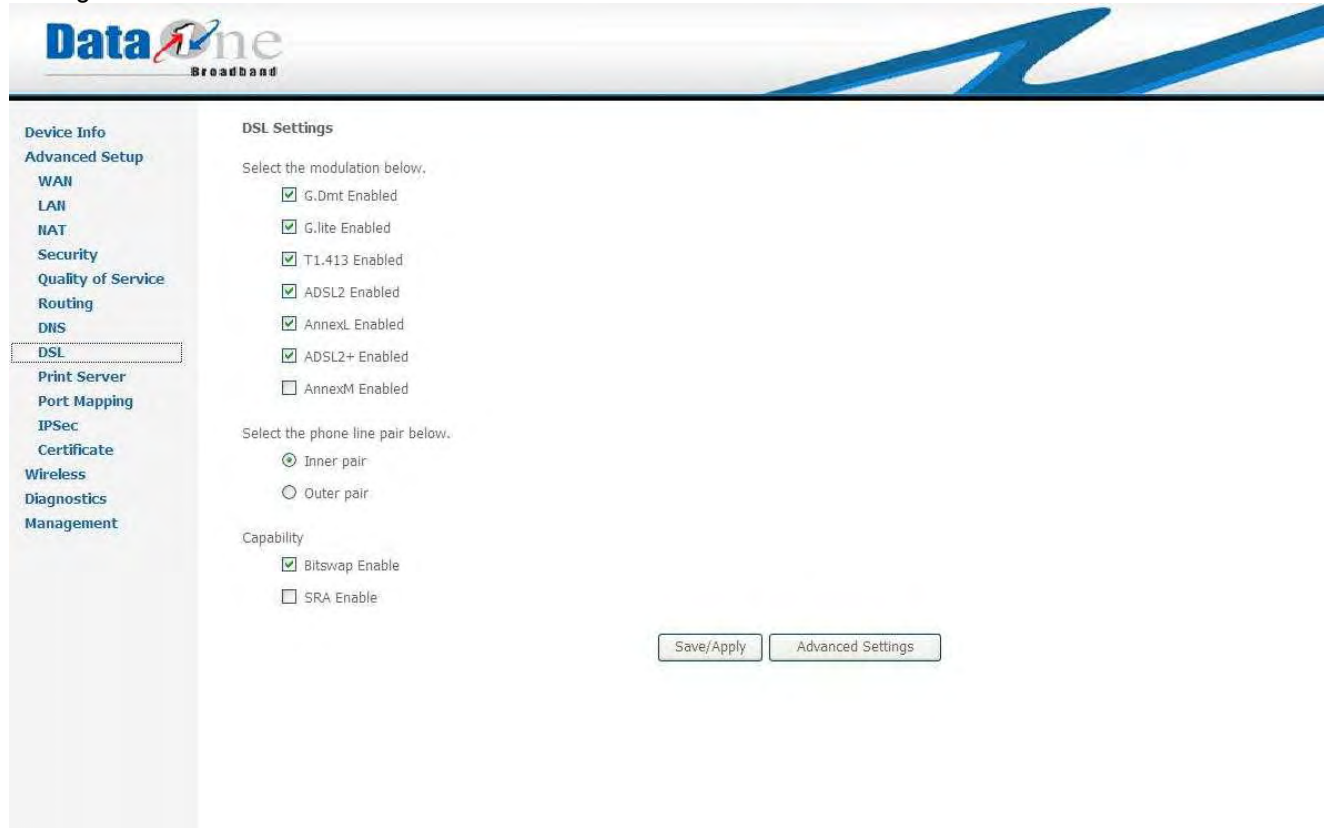 Data One
Broadband
Device Info
Advanced Setup
WAN
LAN
NAT
Security
Quality of Service
Routing
DNS
DSL
Print Server
Port Mapping
IPSec
Certificate
Wireless
Diagnostics
Management
DSL Settings
Select the modulation below.
G.Dmt Enabled
G.lite Enabled
T1.413 Enabled
ADSL2 Enabled
AnnexL Enabled
ADSL2+ Enabled
AnnexM Enabled
Select the phone line pair below.
Inner pair
Outer pair
Capability
Bitswap Enable
SRA Enable
Save/Apply
Advanced Settings